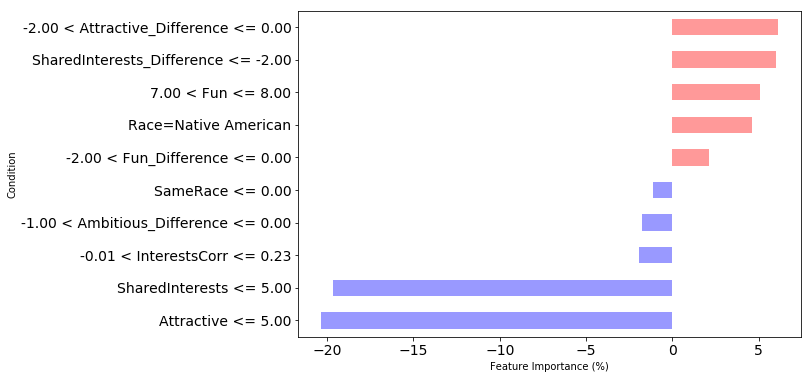 -2.00 < Attractive_Difference <= 0.00
SharedInterests_Difference <= -2.00
7.00 < Fun <= 8.00
Race=Native American
-2.00 < Fun_Difference <= 0.00
SameRace <= 0.00
-1.00 < Ambitious_Difference <= 0.00
-0.01 < InterestsCorr <= 0.23
SharedInterests <= 5.00
Attractive <= 5.00
Condition
−20 −15 −10 −5 0 5
Feature Importance (%)